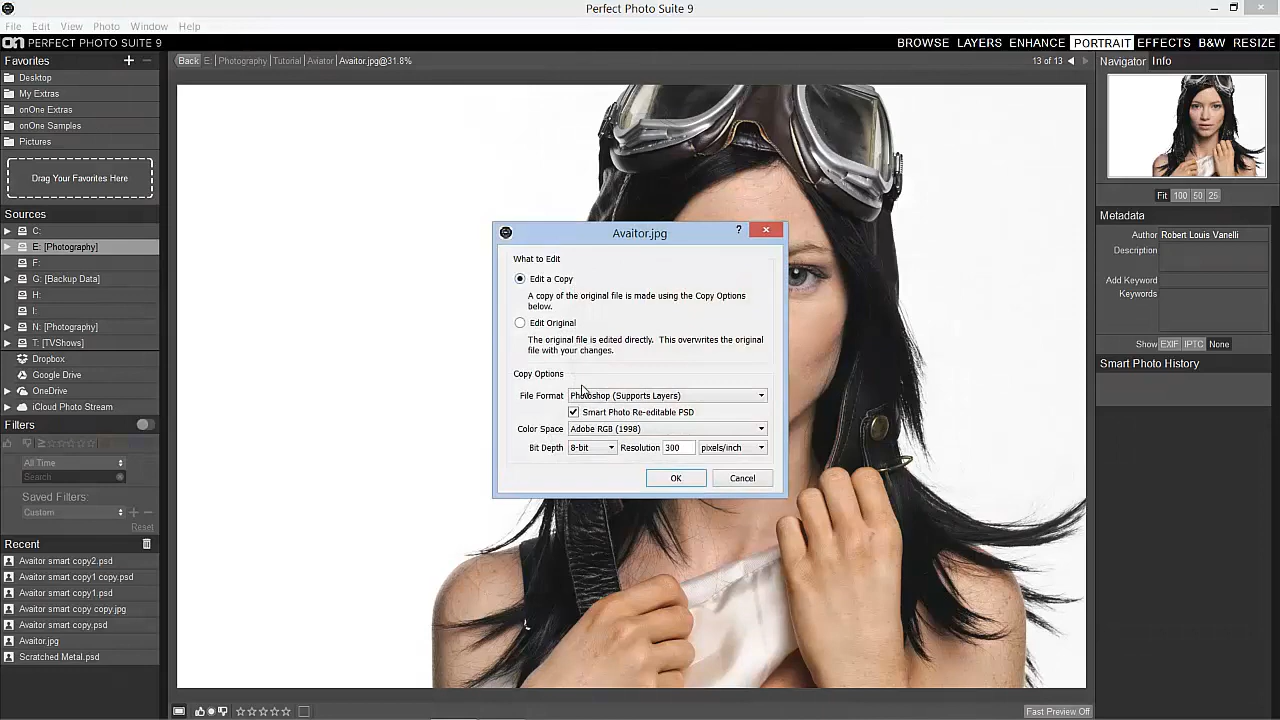 Perfect Photo Suite 9
File Edit View Photo Window Help
on PERFECT PHOTO SUITE 9
BROWSE LAYERS ENHANCE PORTRAIT EFFECTS B&W RESIZE
Favorites
Desktop
My Extras
onOne Extras
onOne Samples
Pictures
Drag Your Favorites Here
Sources
C:
E: [Photography]
F:
G: [Backup Data]
H:
I:
N: [Photography]
T: [TVShows]
Dropbox
Google Drive
OneDrive
iCloud Photo Stream
Filters
All Time
Search
Saved Filters:
Custom
Reset
Recent
Avaitor smart copy2.psd
Avaitor smart copy1 copy.psd
Avaitor smart copy1.psd
Avaitor smart copy copy.jpg
Avaitor smart copy.psd
Avaitor.jpg
Scratched Metal.psd
Back E: Photography Tutorial Aviator Avaitor.jpg@31.8%
13 of 13
Avaitor.jpg
?
What to Edit
Edit a Copy
A copy of the original file is made using the Copy Options
below.
Edit Original
The original file is edited directly. This overwrites the original
file with your changes.
Copy Options
File Format Photoshop (Supports Layers)
Smart Photo Re-editable PSD
Color Space Adobe RGB (1998)
Bit Depth 8-bit Resolution 300 pixels/inch
OK Cancel
Fast Preview Off
Navigator Info
Fit 100 50 25
Metadata
Author Robert Louis Vanelli
Description
Add Keyword
Keywords
Show EXIF IPTC None
Smart Photo History